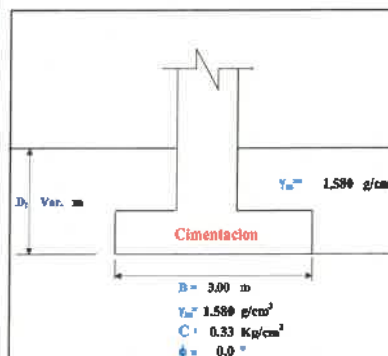 γm= 1,580 g/cm
Df Var. m
Cimentacion
B = 3.00 m
γm= 1.580 g/cm³
C : 0.33 Kg/cm²
ϕ = 0.0 °